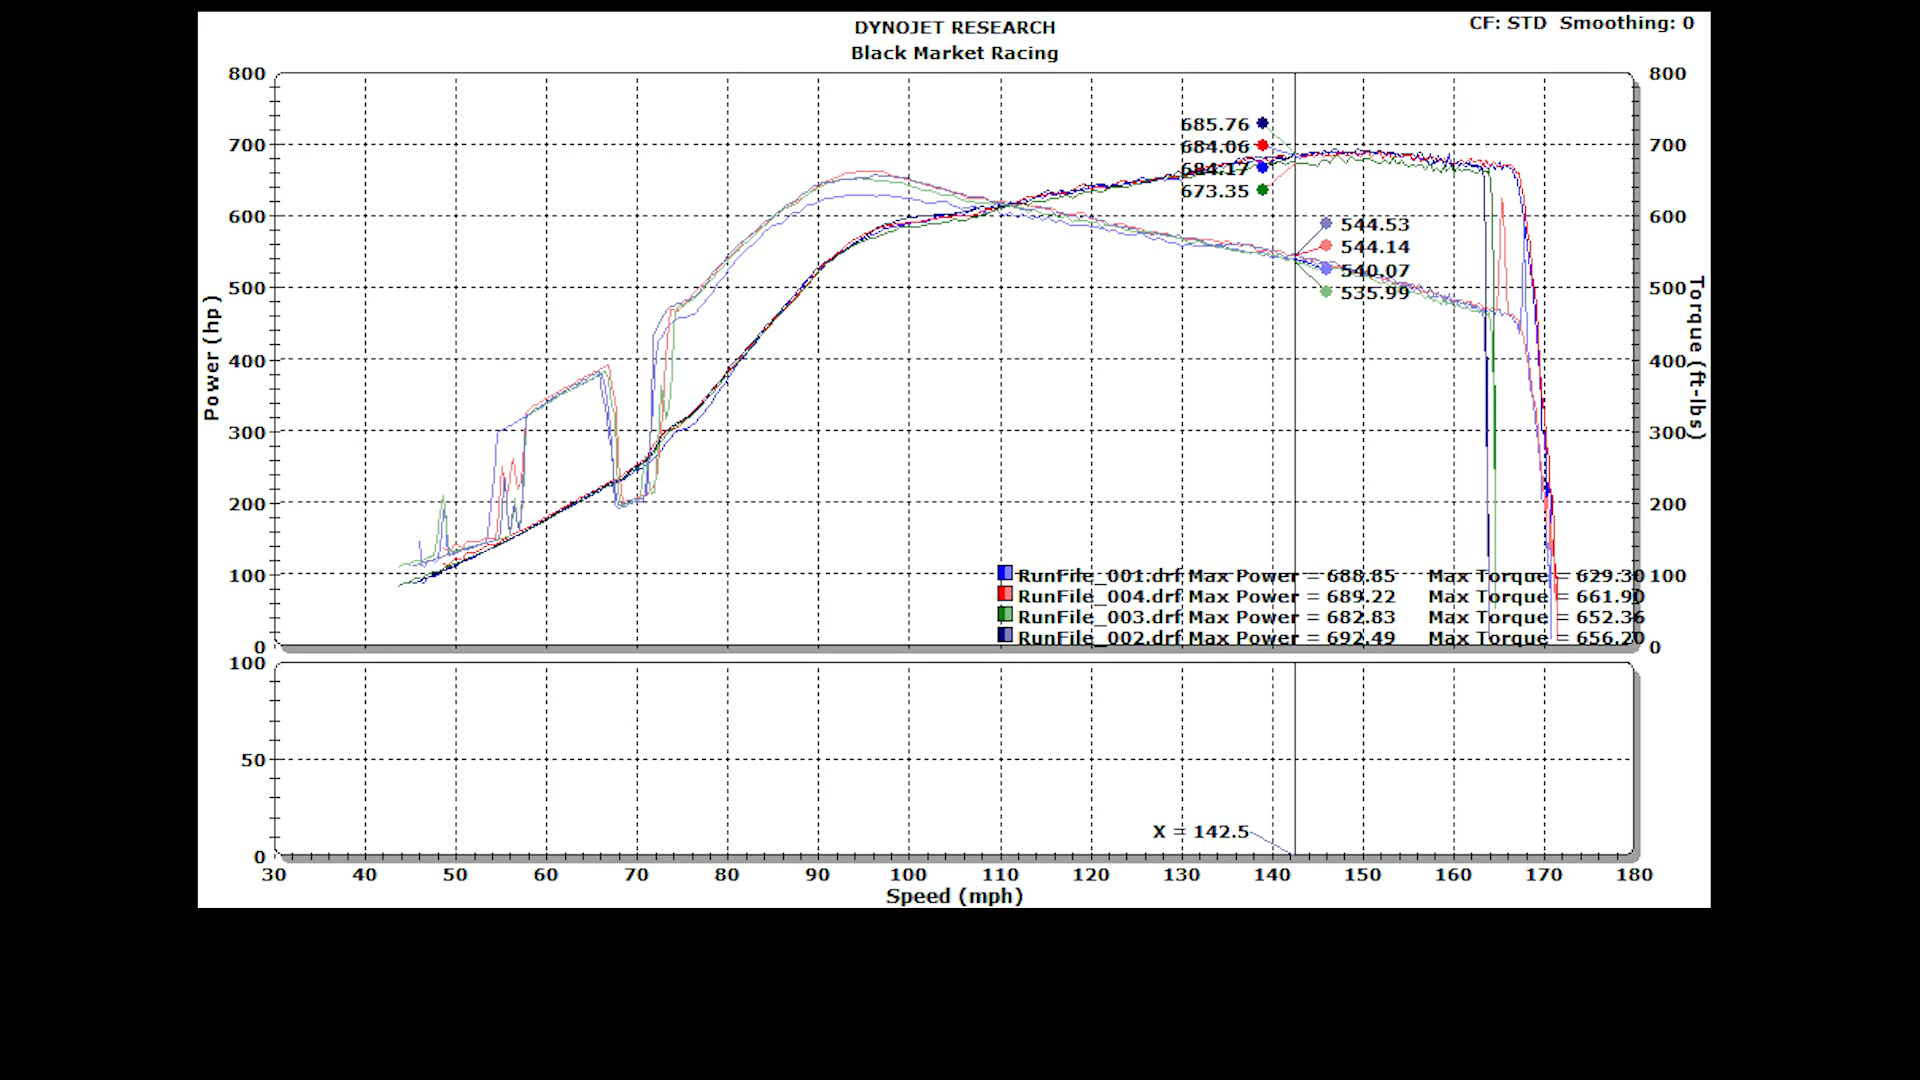 DYNOJET RESEARCH
CF: STD Smoothing: 0
Black Market Racing
800
700
600
500
400
300
200
100
0
Power (hp)
800
700
600
500
400
300
200
100
0
Torque (ft-lbs)
685.76
684.06
684.17
673.35
544.53
544.14
540.07
535.99
RunFile_001.drf Max Power = 688.85 Max Torque = 629.30
RunFile_004.drf Max Power = 689.22 Max Torque = 661.90
RunFile_003.drf Max Power = 682.83 Max Torque = 652.36
RunFile_002.drf Max Power = 692.49 Max Torque = 656.20
100
50
0
X = 142.5
30 40 50 60 70 80 90 100 110 120 130 140 150 160 170 180
Speed (mph)